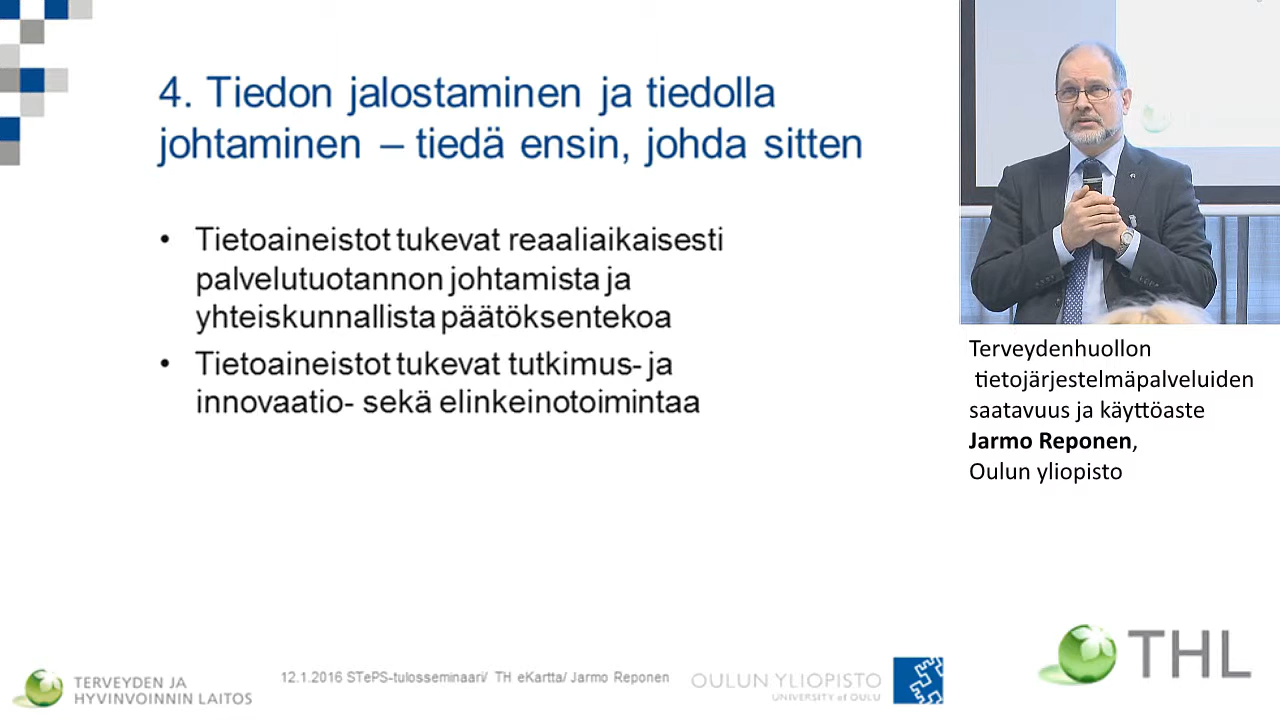 4. Tiedon jalostaminen ja tiedolla
johtaminen – tiedä ensin, johda sitten
• Tietoaineistot tukevat reaaliaikaisesti
palvelutuotannon johtamista ja
yhteiskunnallista päätöksentekoa
• Tietoaineistot tukevat tutkimus- ja
innovaatio- sekä elinkeinotoimintaa
Terveydenhuollon
tietojärjestelmäpalveluiden
saatavuus ja käyttöaste
Jarmo Reponen,
Oulun yliopisto
THL
TERVEYDEN JA
HYVINVOINNIN LAITOS
12.1.2016 STePS-tulosseminaari/ TH eKartta/ Jarmo Reponen
OULUN YLIOPISTO
UNIVERSITY of OULU